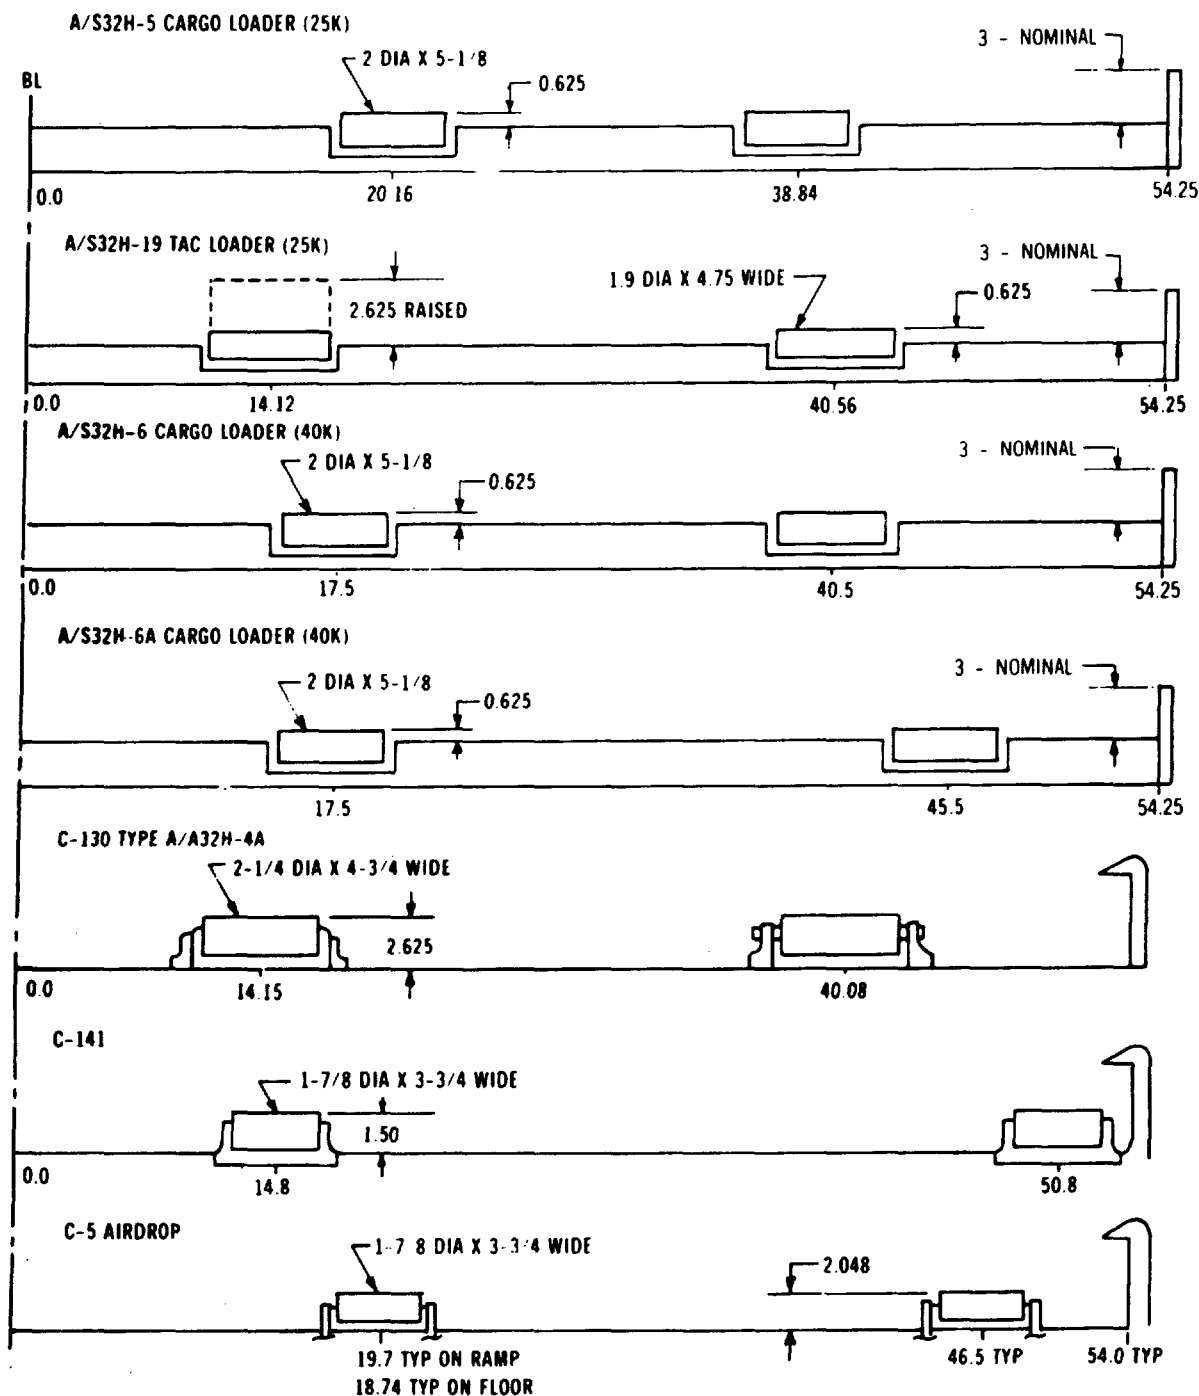 A/S32H-5 CARGO LOADER (25K)
3 - NOMINAL
2 DIA X 5-1/8
0.625
BL
0.0
20 16
38.84
54.25
A/S32H-19 TAC LOADER (25K)
3 - NOMINAL
1.9 DIA X 4.75 WIDE
0.625
2.625 RAISED
0.0
14.12
40.56
54.25
A/S32H-6 CARGO LOADER (40K)
3 - NOMINAL
2 DIA X 5-1/8
0.625
0.0
17.5
40.5
54.25
A/S32H-6A CARGO LOADER (40K)
3 - NOMINAL
2 DIA X 5-1/8
0.625
17.5
45.5
54.25
C-130 TYPE A/A32H-4A
2-1/4 DIA X 4-3/4 WIDE
2.625
0.0
14.15
40.08
C-141
1-7/8 DIA X 3-3/4 WIDE
1.50
0.0
14.8
50.8
C-5 AIRDROP
1-7 8 DIA X 3-3/4 WIDE
2.048
19.7 TYP ON RAMP
46.5 TYP
54.0 TYP
18.74 TYP ON FLOOR